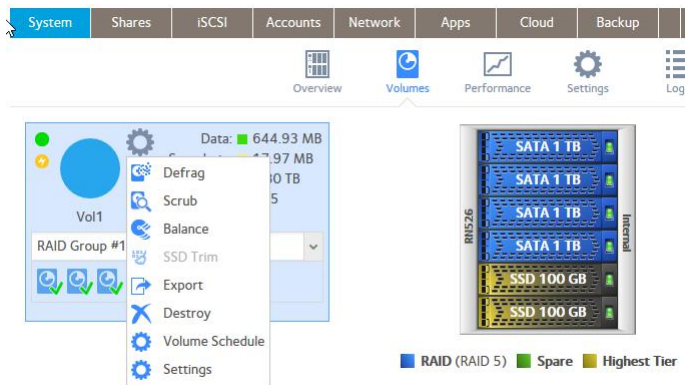 System Shares iSCSI Accounts Network Apps Cloud Backup
Overview Volumes Performance Settings Log
Data: 644.93 MB
17.97 MB
30 TB
5
Vol1
RAID Group #1
Defrag
Scrub
Balance
SSD Trim
Export
Destroy
Volume Schedule
Settings
RN526
SATA 1 TB
SATA 1 TB
SATA 1 TB
SATA 1 TB
SSD 100 GB
SSD 100 GB
Internal
RAID (RAID 5) Spare Highest Tier